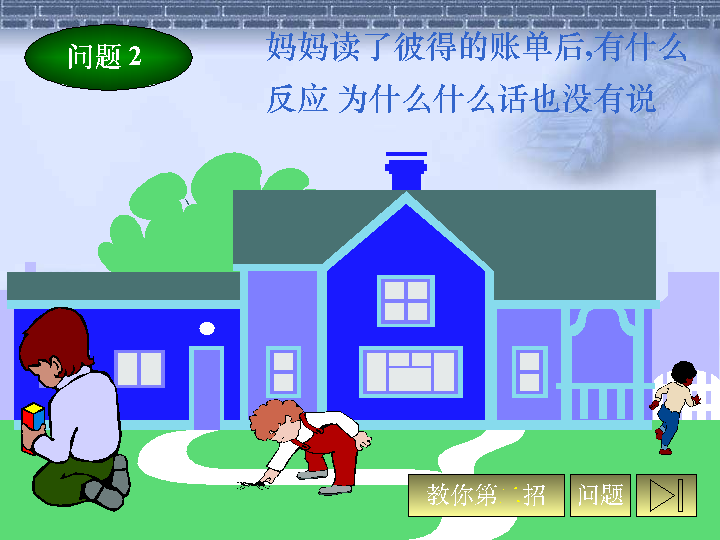 问题 2
妈妈读了彼得的账单后,有什么
反应 为什么什么话也没有说
教你第二招
问题